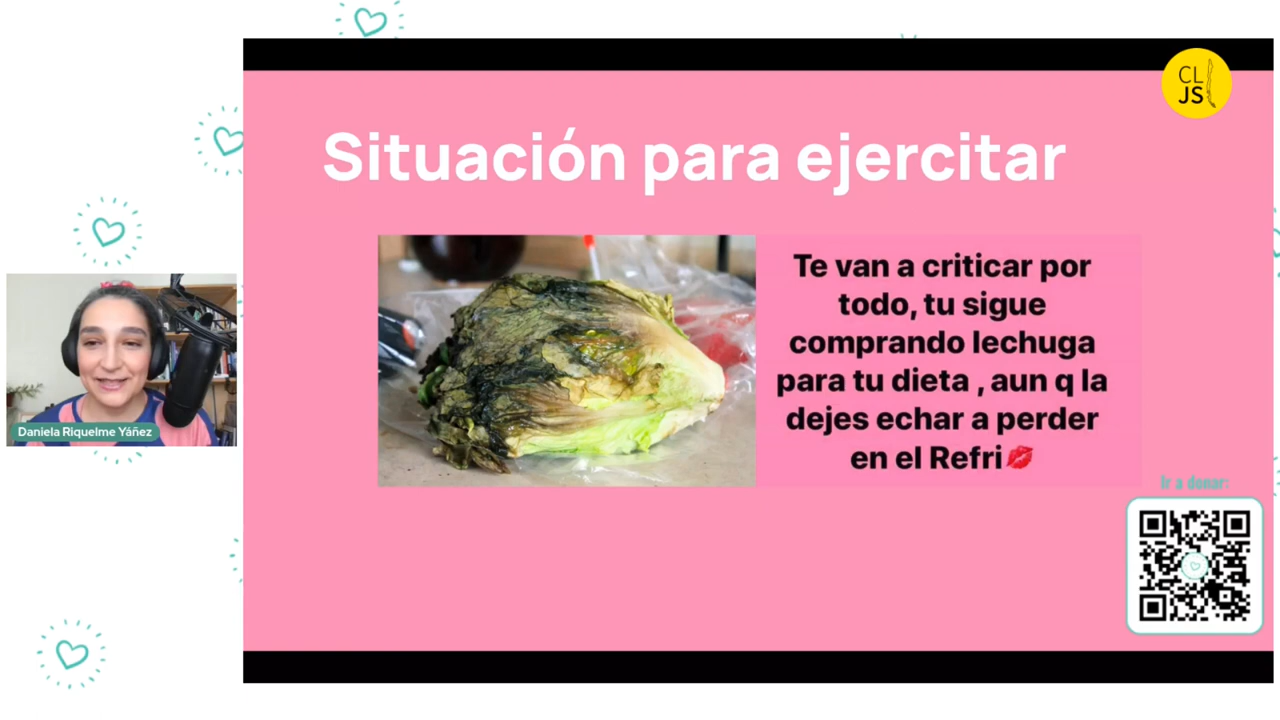 CL
JS
Situación para ejercitar
Te van a criticar por
todo, tu sigue
comprando lechuga
para tu dieta , aun q la
dejes echar a perder
en el Refri💋
Daniela Riquelme Yáñez
Ir a donar: